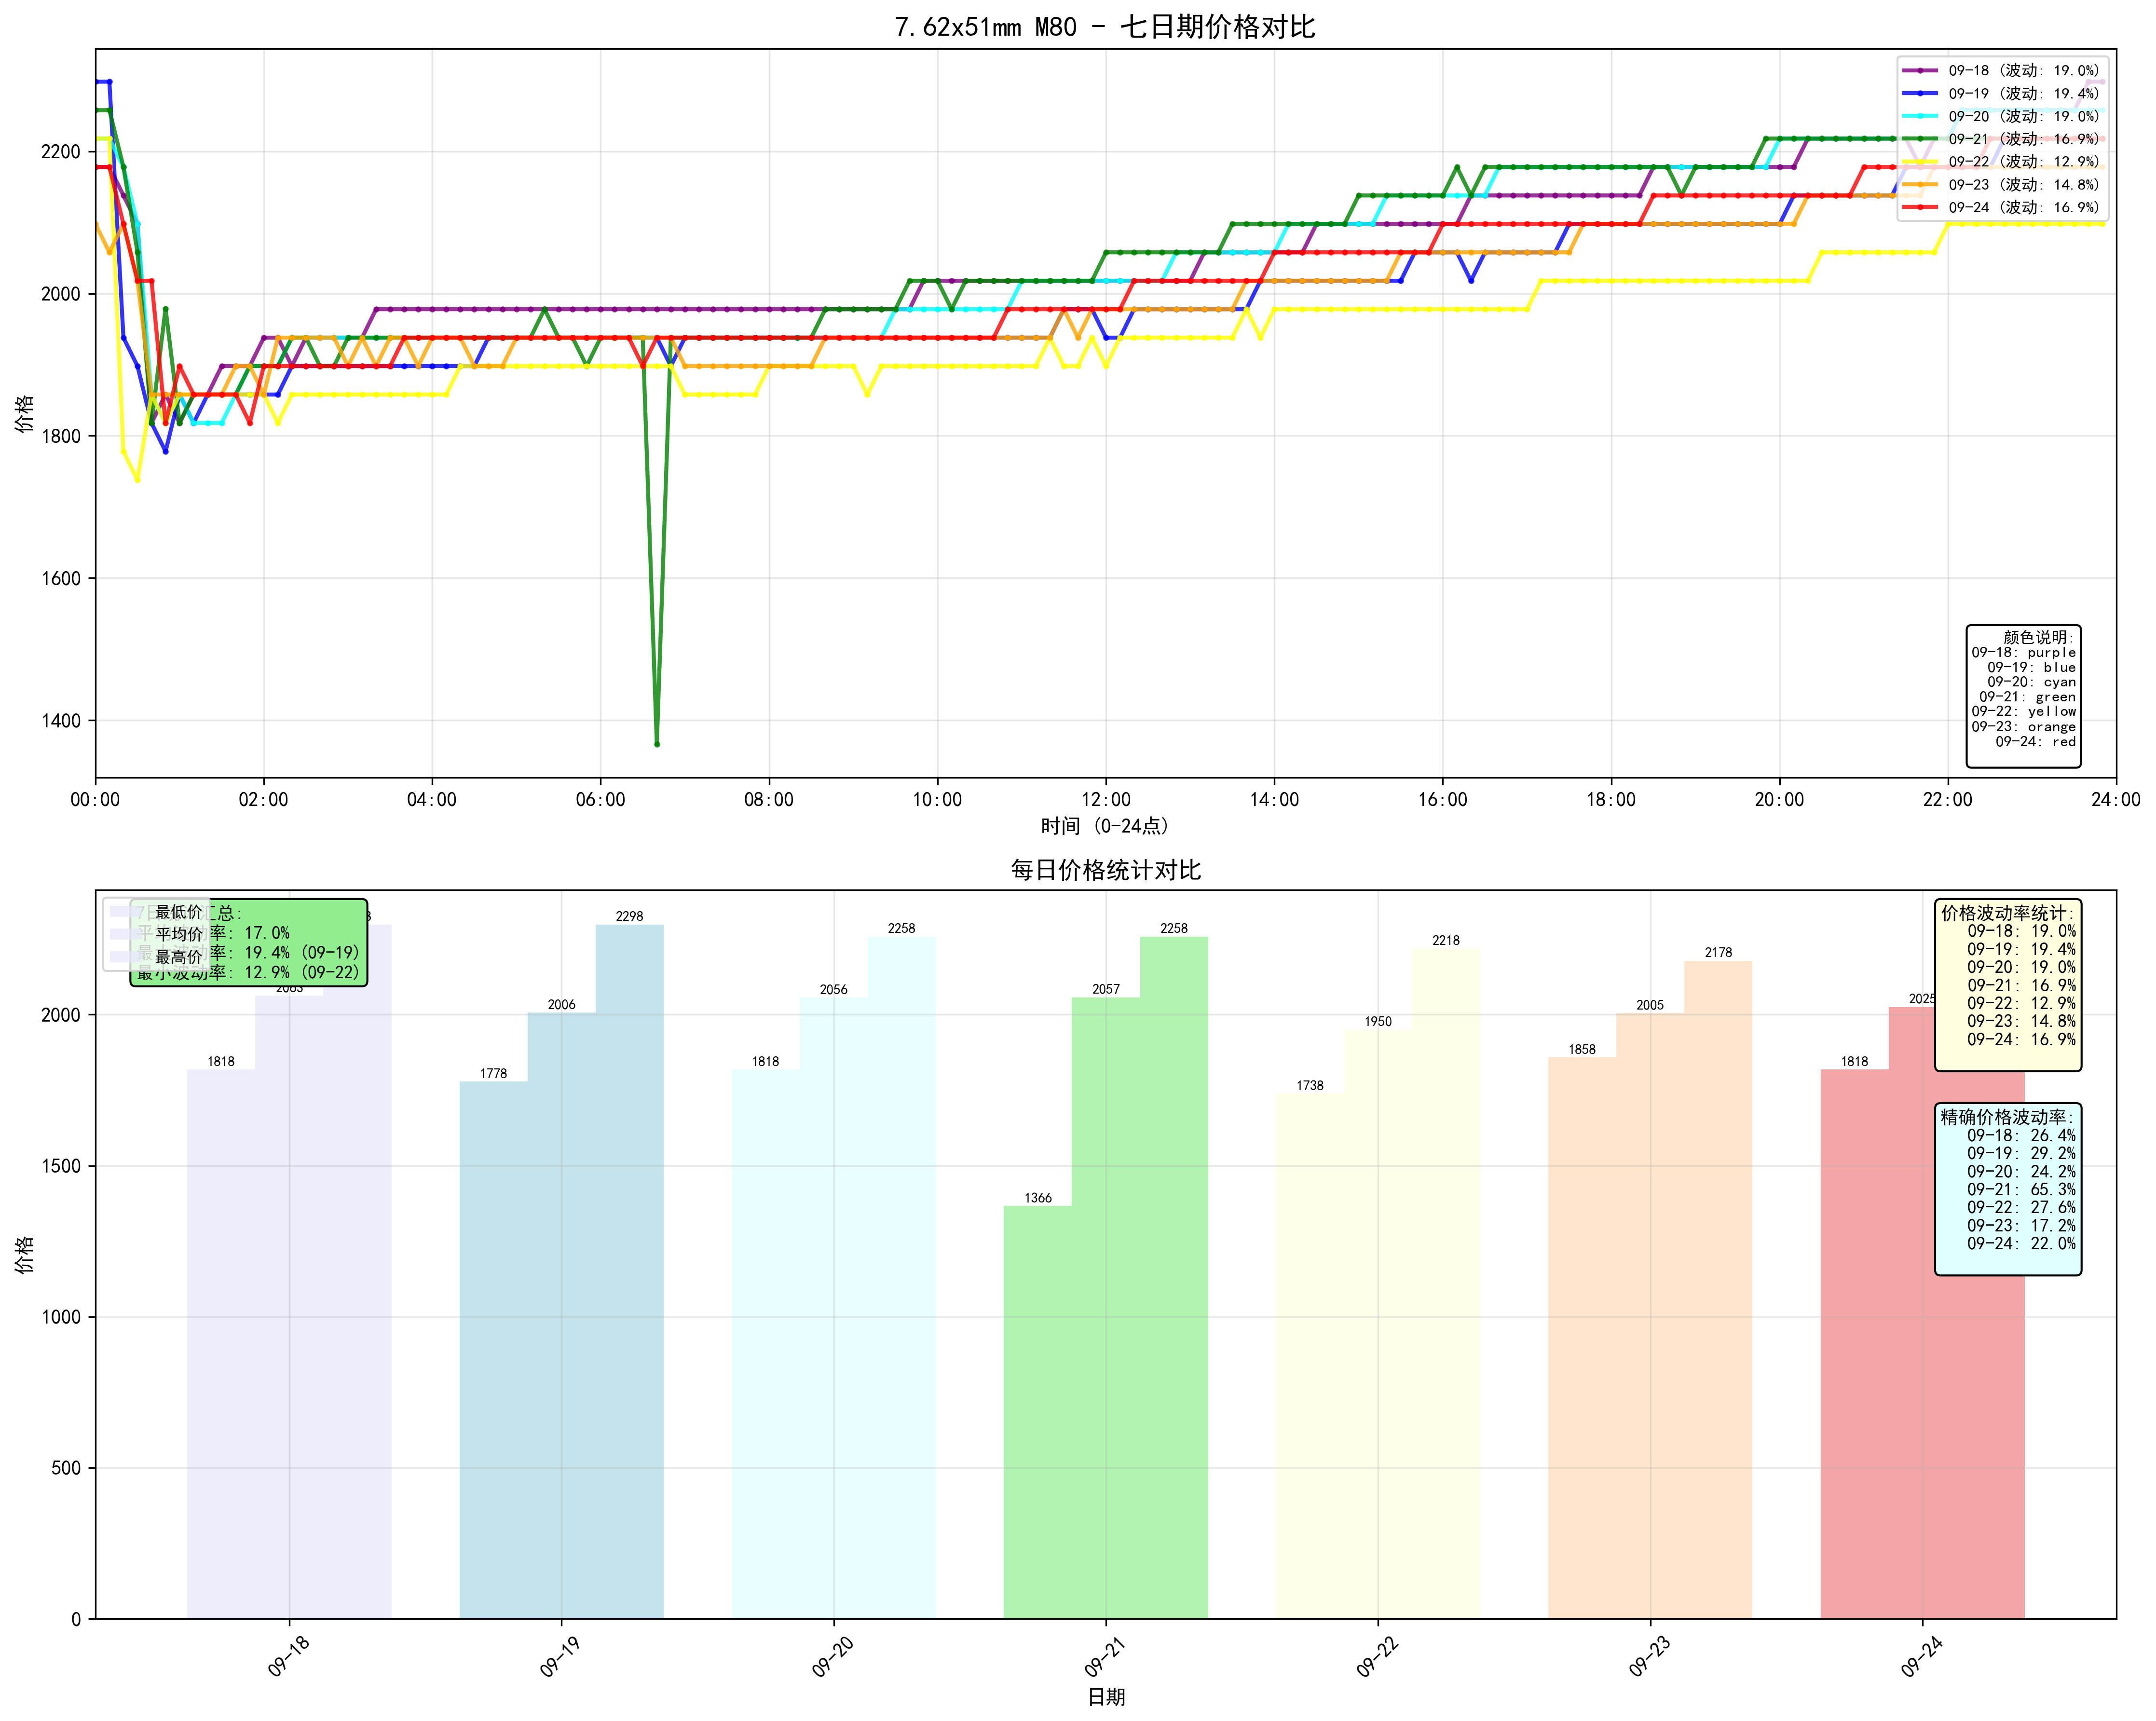 7.62x51mm M80 - 七日期价格对比
09-18 (波动: 19.0%)
09-19 (波动: 19.4%)
09-20 (波动: 19.0%)
09-21 (波动: 16.9%)
09-22 (波动: 12.9%)
09-23 (波动: 14.8%)
09-24 (波动: 16.9%)
2200
2000
1800
1600
1400
价格
颜色说明:
09-18: purple
09-19: blue
09-20: cyan
09-21: green
09-22: yellow
09-23: orange
09-24: red
00:00 02:00 04:00 06:00 08:00 10:00 12:00 14:00 16:00 18:00 20:00 22:00 24:00
时间 (0-24点)
每日价格统计对比
最低价
平均价
最高价
汇总:
率: 17.0%
率: 19.4% (09-19)
最小波动率: 12.9% (09-22)
价格波动率统计:
09-18: 19.0%
09-19: 19.4%
09-20: 19.0%
09-21: 16.9%
09-22: 12.9%
09-23: 14.8%
09-24: 16.9%
精确价格波动率:
09-18: 26.4%
09-19: 29.2%
09-20: 24.2%
09-21: 65.3%
09-22: 27.6%
09-23: 17.2%
09-24: 22.0%
1818
1778 2006 2298
1818 2056 2258
1366 2057 2258
1738 1950 2218
1858 2005 2178
1818 2025
2000
1500
1000
500
0
价格
09-18 09-19 09-20 09-21 09-22 09-23 09-24
日期